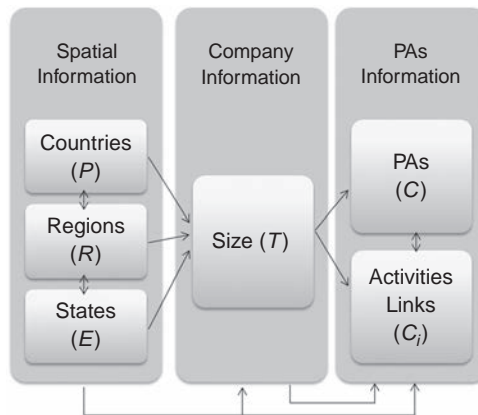 Spatial
Information
Countries
(P)
Regions
(R)
States
(E)
Company
Information
Size (T)
PAs
Information
PAs
(C)
Activities
Links
(Ci)